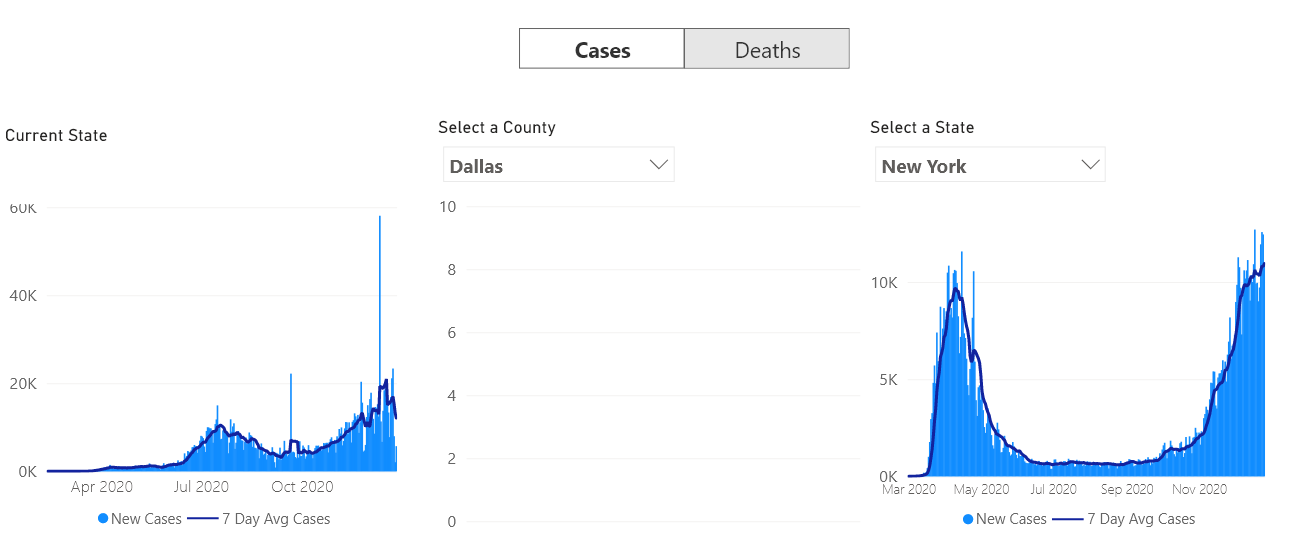 Cases
Deaths
Current State
60K
40K
20K
0K
Apr 2020
Jul 2020
Oct 2020
New Cases
7 Day Avg Cases
Select a County
Dallas
10
8
6
4
2
0
Select a State
New York
10K
5K
0K
Mar 2020
May 2020
Jul 2020
Sep 2020
Nov 2020
New Cases
7 Day Avg Cases